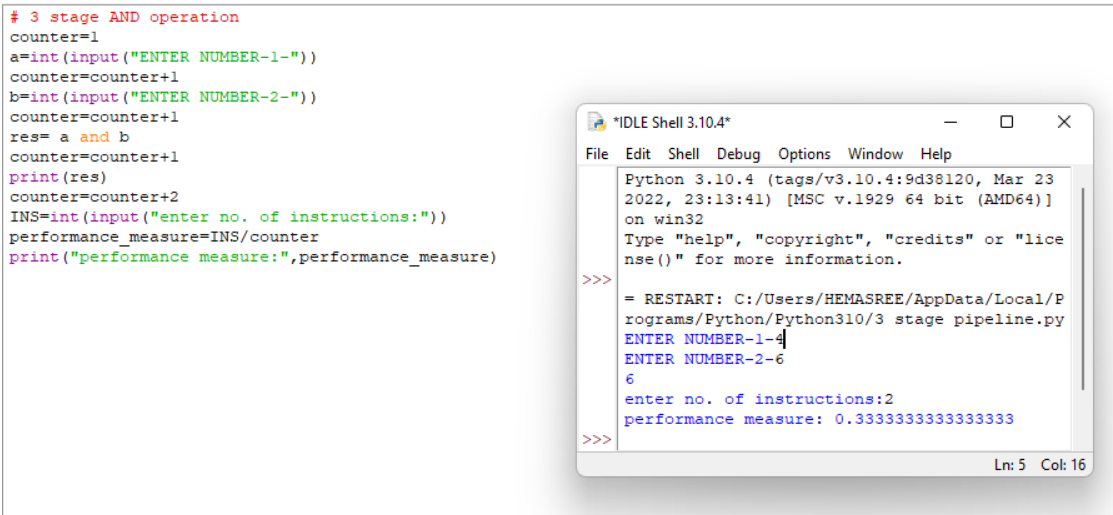 # 3 stage AND operation
counter=1
a=int(input("ENTER NUMBER-1-"))
counter=counter+1
b=int(input("ENTER NUMBER-2-"))
counter=counter+1
res= a and b
counter=counter+1
print(res)
counter=counter+2
INS=int(input("enter no. of instructions:"))
performance_measure=INS/counter
print("performance measure:",performance_measure)
*IDLE Shell 3.10.4*
File Edit Shell Debug Options Window Help
Python 3.10.4 (tags/v3.10.4:9d38120, Mar 23
2022, 23:13:41) [MSC v.1929 64 bit (AMD64)]
on win32
Type "help", "copyright", "credits" or "lice
nse()" for more information.
>>>
= RESTART: C:/Users/HEMASREE/AppData/Local/P
rograms/Python/Python310/3 stage pipeline.py
ENTER NUMBER-1-4
ENTER NUMBER-2-6
6
enter no. of instructions:2
performance measure: 0.3333333333333333
>>>
Ln: 5 Col: 16